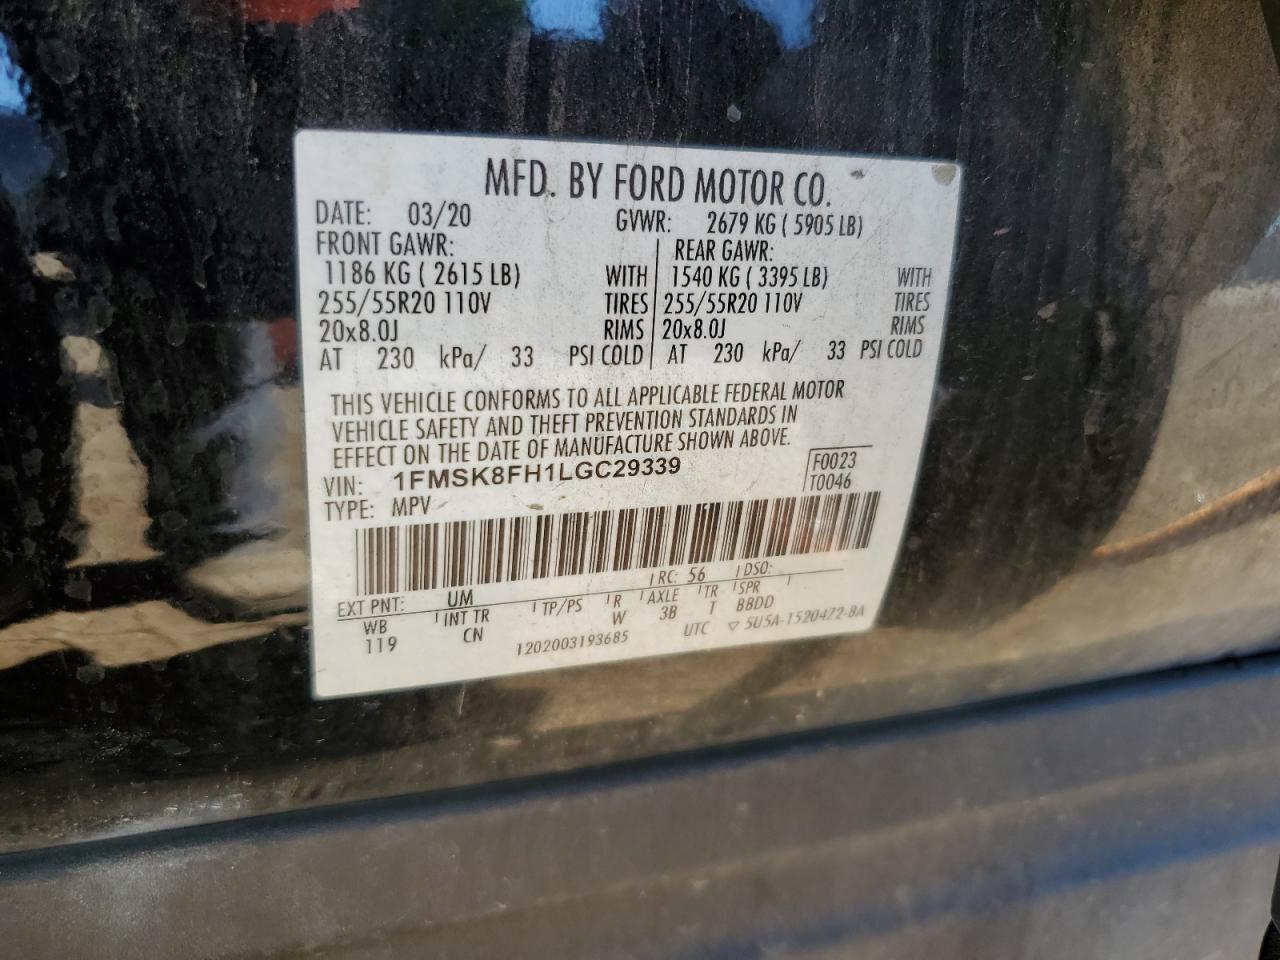 MFD. BY FORD MOTOR CO.
DATE: 03/20 GVWR: 2679 KG ( 5905 LB)
FRONT GAWR: REAR GAWR:
1186 KG ( 2615 LB) WITH 1540 KG ( 3395 LB) WITH
255/55R20 110V TIRES 255/55R20 110V TIRES
20x8.0J RIMS 20x8.0J RIMS
AT 230 kPa/ 33 PSI COLD AT 230 kPa/ 33 PSI COLD
THIS VEHICLE CONFORMS TO ALL APPLICABLE FEDERAL MOTOR
VEHICLE SAFETY AND THEFT PREVENTION STANDARDS IN
EFFECT ON THE DATE OF MANUFACTURE SHOWN ABOVE.
VIN: 1FMSK8FH1LGC29339 F0023
TYPE: MPV T0046
EXT PNT: UM RC: 56 DSO:
WB INT TR TP/PS R AXLE TR SPR
119 CN W 3B T BBDD
1202003193685 UTC ▽ 5U5A-1520472-BA